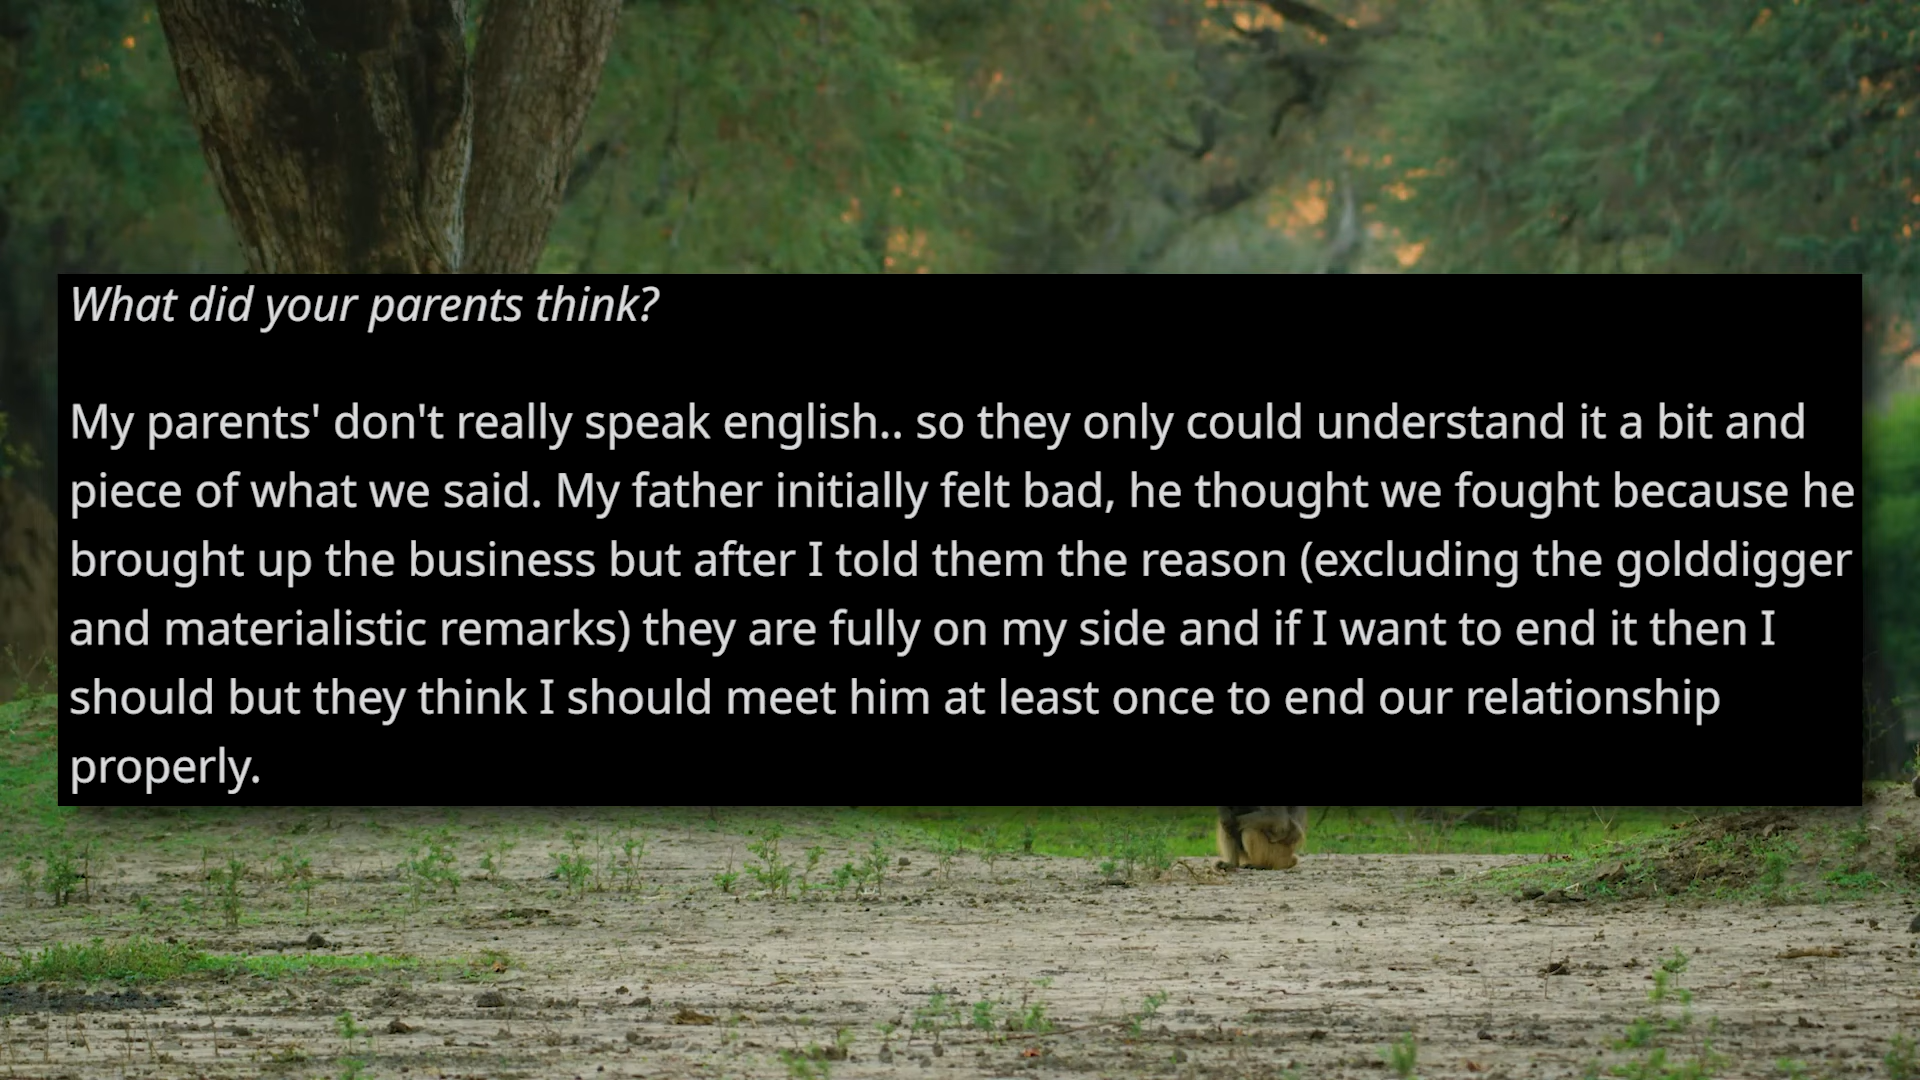 What did your parents think?
My parents' don't really speak english.. so they only could understand it a bit and
piece of what we said. My father initially felt bad, he thought we fought because he
brought up the business but after I told them the reason (excluding the golddigger
and materialistic remarks) they are fully on my side and if I want to end it then I
should but they think I should meet him at least once to end our relationship
properly.